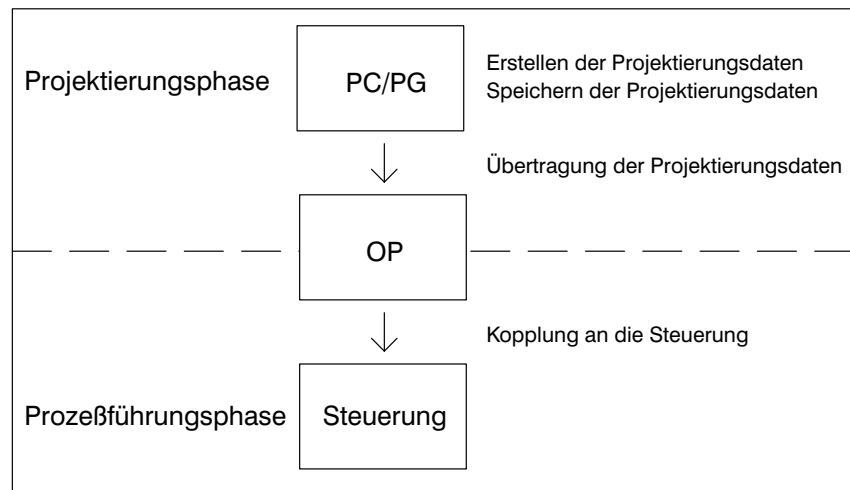 Projektierungsphase
PC/PG
Erstellen der Projektierungsdaten
Speichern der Projektierungsdaten
Übertragung der Projektierungsdaten
OP
Kopplung an die Steuerung
Prozeßführungsphase
Steuerung